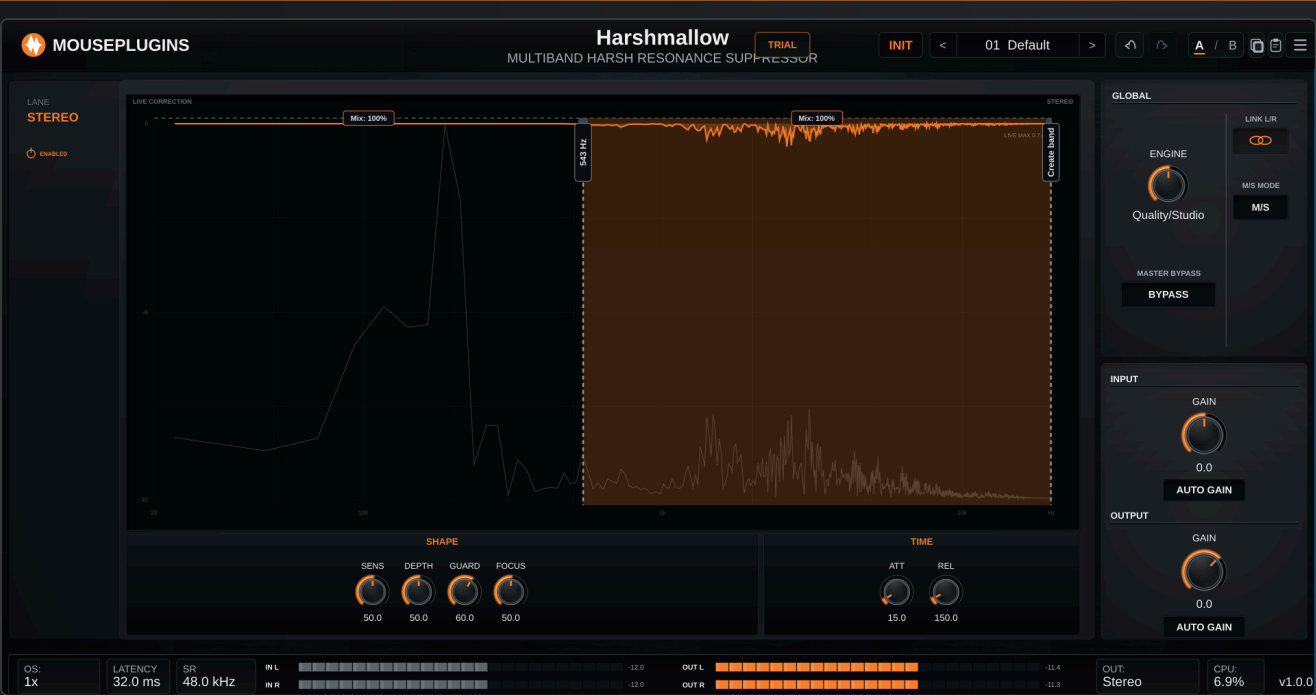 MOUSEPLUGINS
Harshmallow
MULTIBAND HARSH RESONANCE SUPPRESSOR
TRIAL
INIT
< 01 Default >
A / B
LANE
STEREO
ENABLED
LIVE CORRECTION
STEREO
Mix: 100%
Mix: 100%
543 Hz
Create band
LIVE MAX 0.7
0
-6
-12
20
100
1k
10k
Hz
SHAPE
SENS DEPTH GUARD FOCUS
50.0 50.0 60.0 50.0
TIME
ATT REL
15.0 150.0
GLOBAL
ENGINE
Quality/Studio
LINK L/R
M/S MODE
M/S
MASTER BYPASS
BYPASS
INPUT
GAIN
0.0
AUTO GAIN
OUTPUT
GAIN
0.0
AUTO GAIN
OS:
1x
LATENCY
32.0 ms
SR
48.0 kHz
IN L -12.0
IN R -12.0
OUT L -11.4
OUT R -11.3
OUT:
Stereo
CPU:
6.9%
v1.0.0